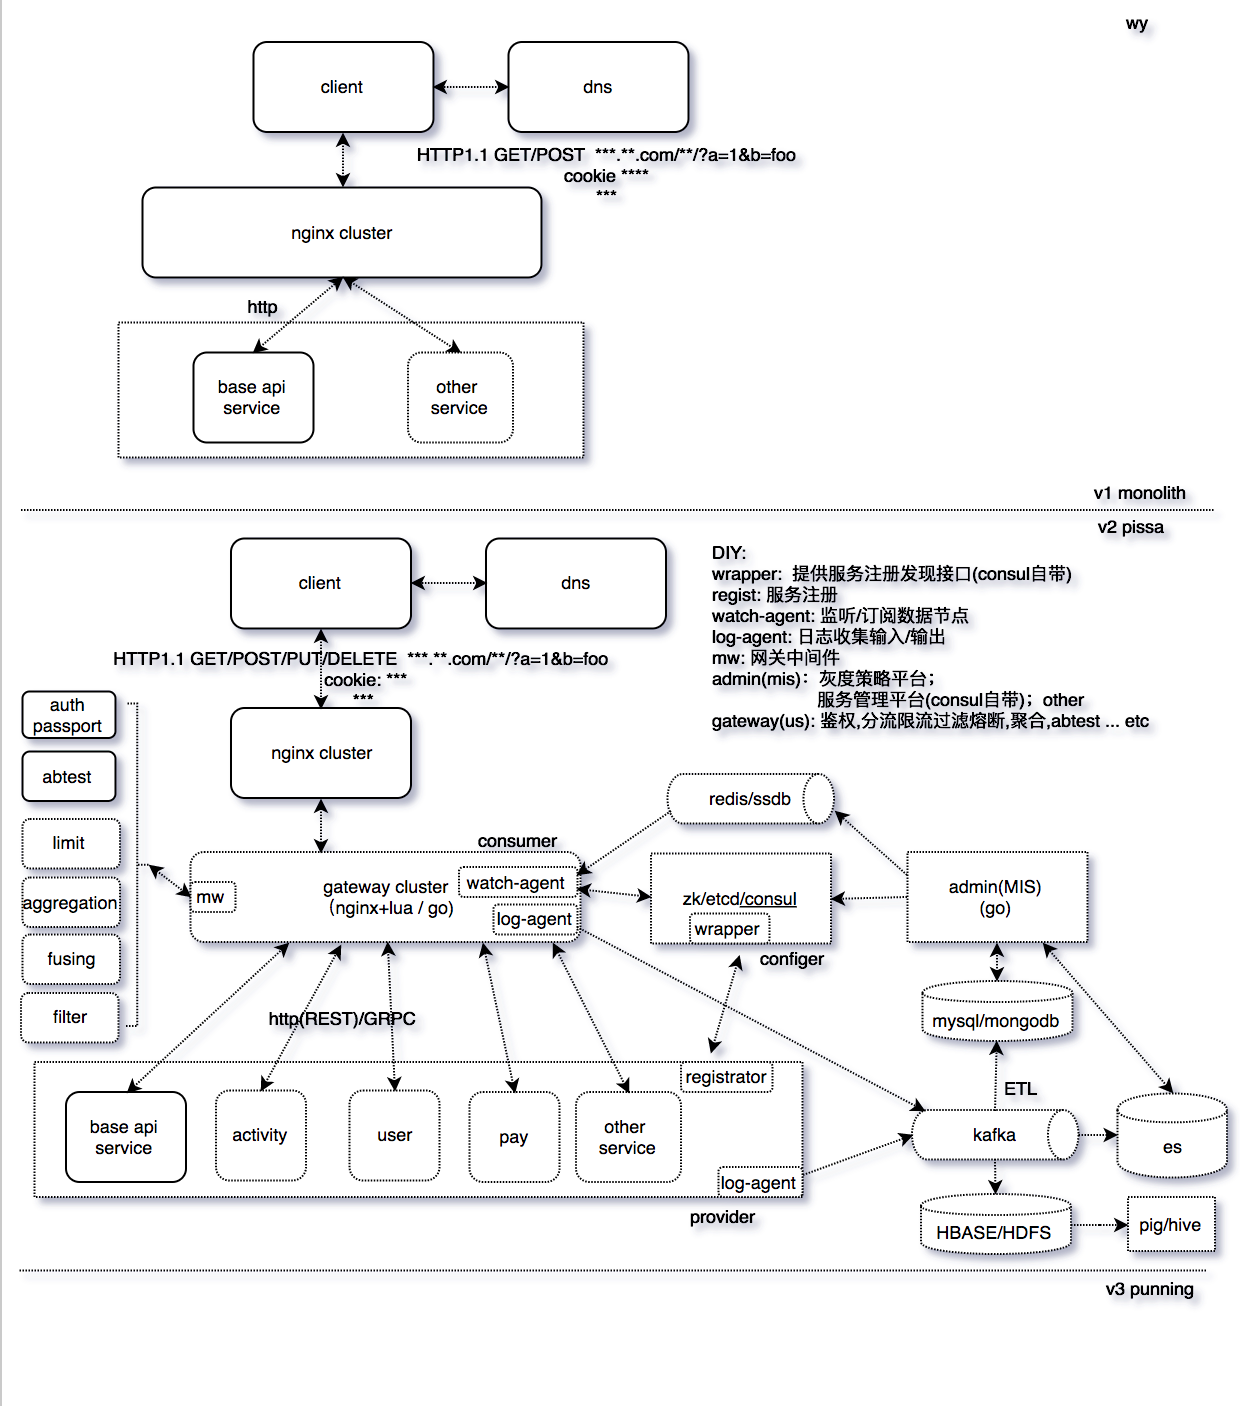 wy
client
dns
HTTP1.1 GET/POST  ***.**.com/**/?a=1&b=foo
cookie ****
***
nginx cluster
http
base api
service
other
service
v1 monolith
v2 pissa
client
dns
DIY:
wrapper:  提供服务注册发现接口(consul自带)
regist: 服务注册
watch-agent: 监听/订阅数据节点
log-agent: 日志收集输入/输出
mw: 网关中间件
admin(mis)：灰度策略平台；
服务管理平台(consul自带)；other
gateway(us): 鉴权,分流限流过滤熔断,聚合,abtest ... etc
HTTP1.1 GET/POST/PUT/DELETE  ***.**.com/**/?a=1&b=foo
cookie: ***
***
auth
passport
abtest
limit
aggregation
fusing
filter
nginx cluster
consumer
mw
gateway cluster
（nginx+lua / go)
watch-agent
log-agent
redis/ssdb
zk/etcd/consul
wrapper
configer
admin(MIS)
(go)
mysql/mongodb
http(REST)/GRPC
registrator
base api
service
activity
user
pay
other
service
log-agent
provider
ETL
kafka
es
HBASE/HDFS
pig/hive
v3 punning